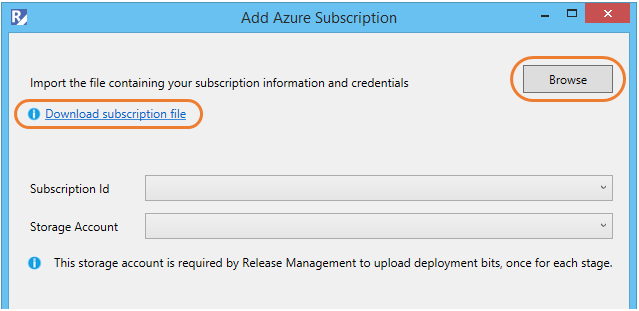 Add Azure Subscription
Import the file containing your subscription information and credentials
Browse
Download subscription file
Subscription Id
Storage Account
This storage account is required by Release Management to upload deployment bits, once for each stage.